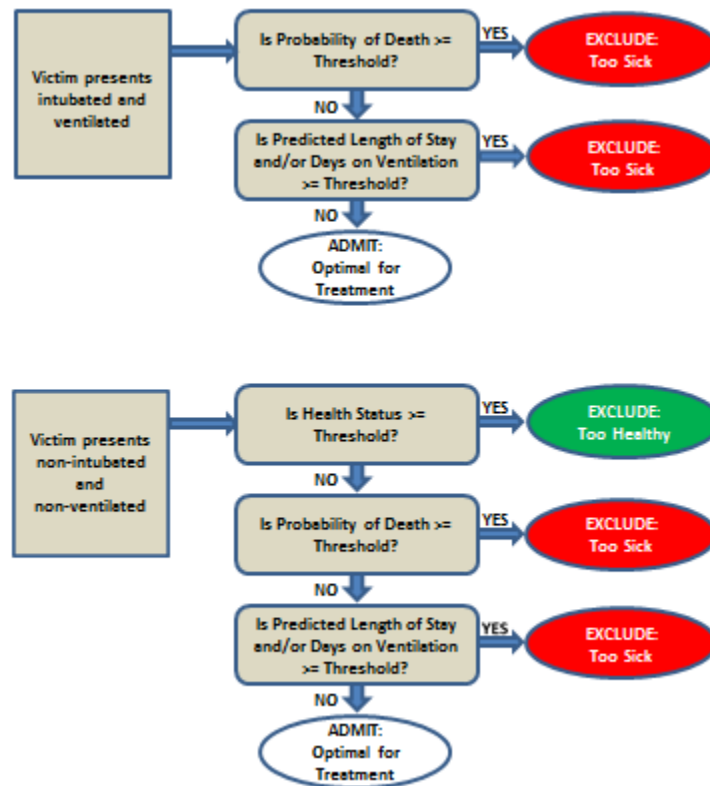 Victim presents
intubated and
ventilated
Is Probability of Death >=
Threshold?
YES
EXCLUDE:
Too Sick
NO
Is Predicted Length of Stay
and/or Days on Ventilation
>= Threshold?
YES
EXCLUDE:
Too Sick
NO
ADMIT:
Optimal for
Treatment
Victim presents
non-intubated
and
non-ventilated
Is Health Status >=
Threshold?
YES
EXCLUDE:
Too Healthy
NO
Is Probability of Death >=
Threshold?
YES
EXCLUDE:
Too Sick
NO
Is Predicted Length of Stay
and/or Days on Ventilation
>= Threshold?
YES
EXCLUDE:
Too Sick
NO
ADMIT:
Optimal for
Treatment